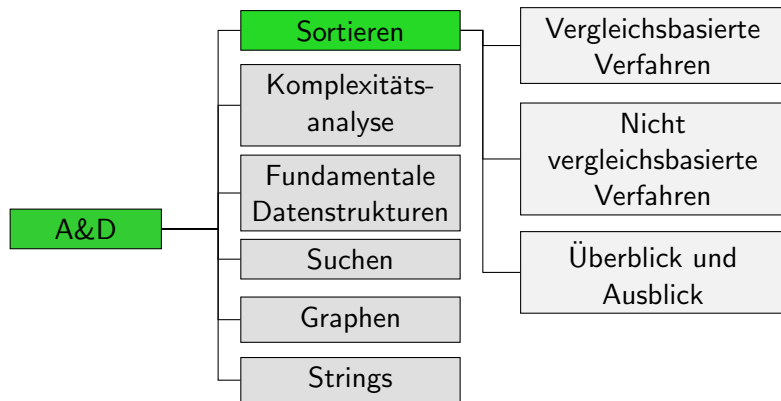 A&D
Sortieren
Komplexitäts-
analyse
Fundamentale
Datenstrukturen
Suchen
Graphen
Strings
Vergleichsbasierte
Verfahren
Nicht
vergleichsbasierte
Verfahren
Überblick und
Ausblick